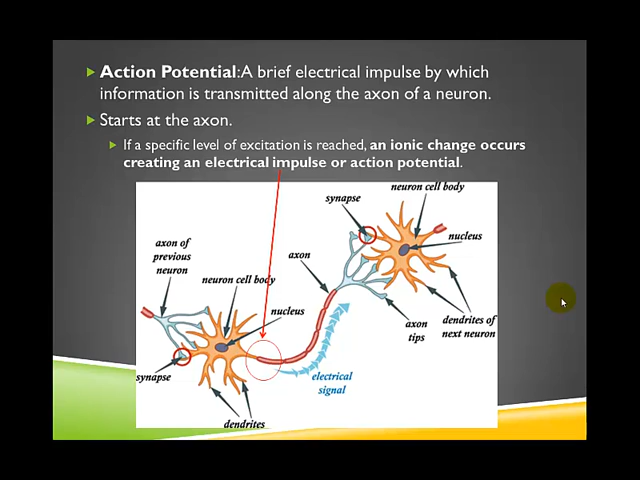 Action Potential:A brief electrical impulse by which
information is transmitted along the axon of a neuron.
Starts at the axon.
If a specific level of excitation is reached, an ionic change occurs
creating an electrical impulse or action potential.
neuron cell body
synapse
nucleus
axon of
previous
neuron
axon
neuron cell body
nucleus
axon
tips
dendrites of
next neuron
synapse
electrical
signal
dendrites